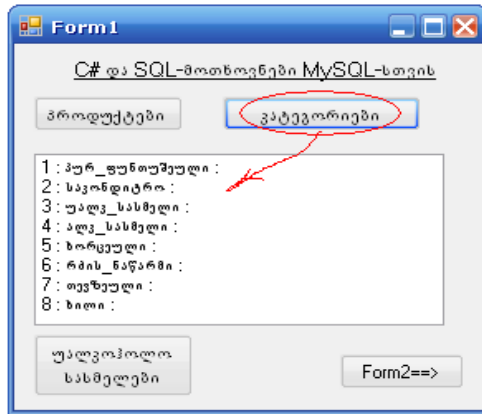 Form1
C# და SQL-მოთხოვნები MySQL-სთვის
პროდუქტები
კატეგორიები
1 : პურ_ფუნთუშეული :
2 : საკონდიტრო :
3 : უალკ_სასმელი :
4 : ალკ_სასმელი :
5 : ხორცეული :
6 : რძის_ნაწარმი :
7 : თევზეული :
8 : ხილი :
უალკოჰოლო
სასმელები
Form2==>